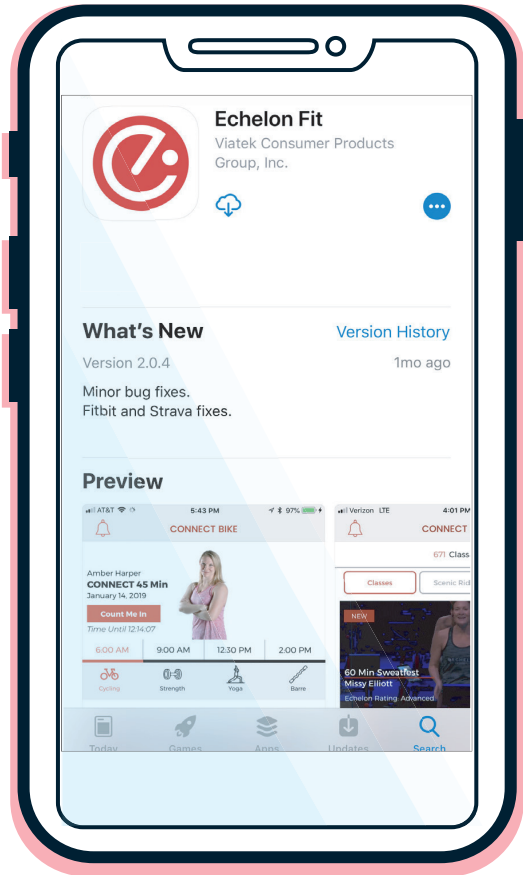 Echelon Fit
Viatek Consumer Products
Group, Inc.
What's New
Version History
Version 2.0.4
1mo ago
Minor bug fixes.
Fitbit and Strava fixes.
Preview
AT&T 5:43 PM 97%
CONNECT BIKE
Amber Harper
CONNECT 45 Min
January 14, 2019
Count Me In
Time Until 12:14:07
6:00 AM 9:00 AM 12:30 PM 2:00 PM
Cycling Strength Yoga Barre
Verizon LTE 4:01 PM
CONNECT
671 Class
Classes Scenic Rid
NEW
60 Min Sweatfest
Missy Elliott
Echelon Rating Advanced
Today Games Apps Updates Search